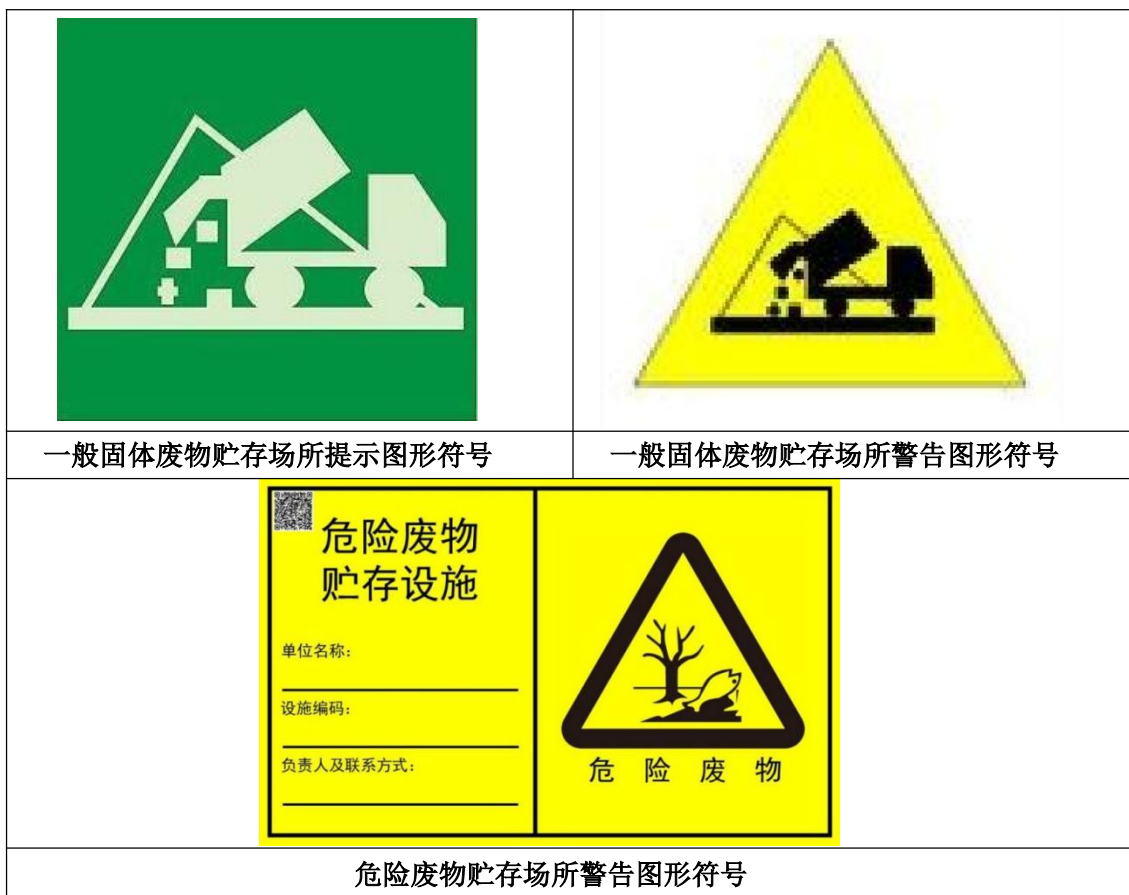 一般固体废物贮存场所提示图形符号
一般固体废物贮存场所警告图形符号
危险废物
贮存设施
单位名称：
设施编码：
负责人及联系方式：
危险废物
危险废物贮存场所警告图形符号